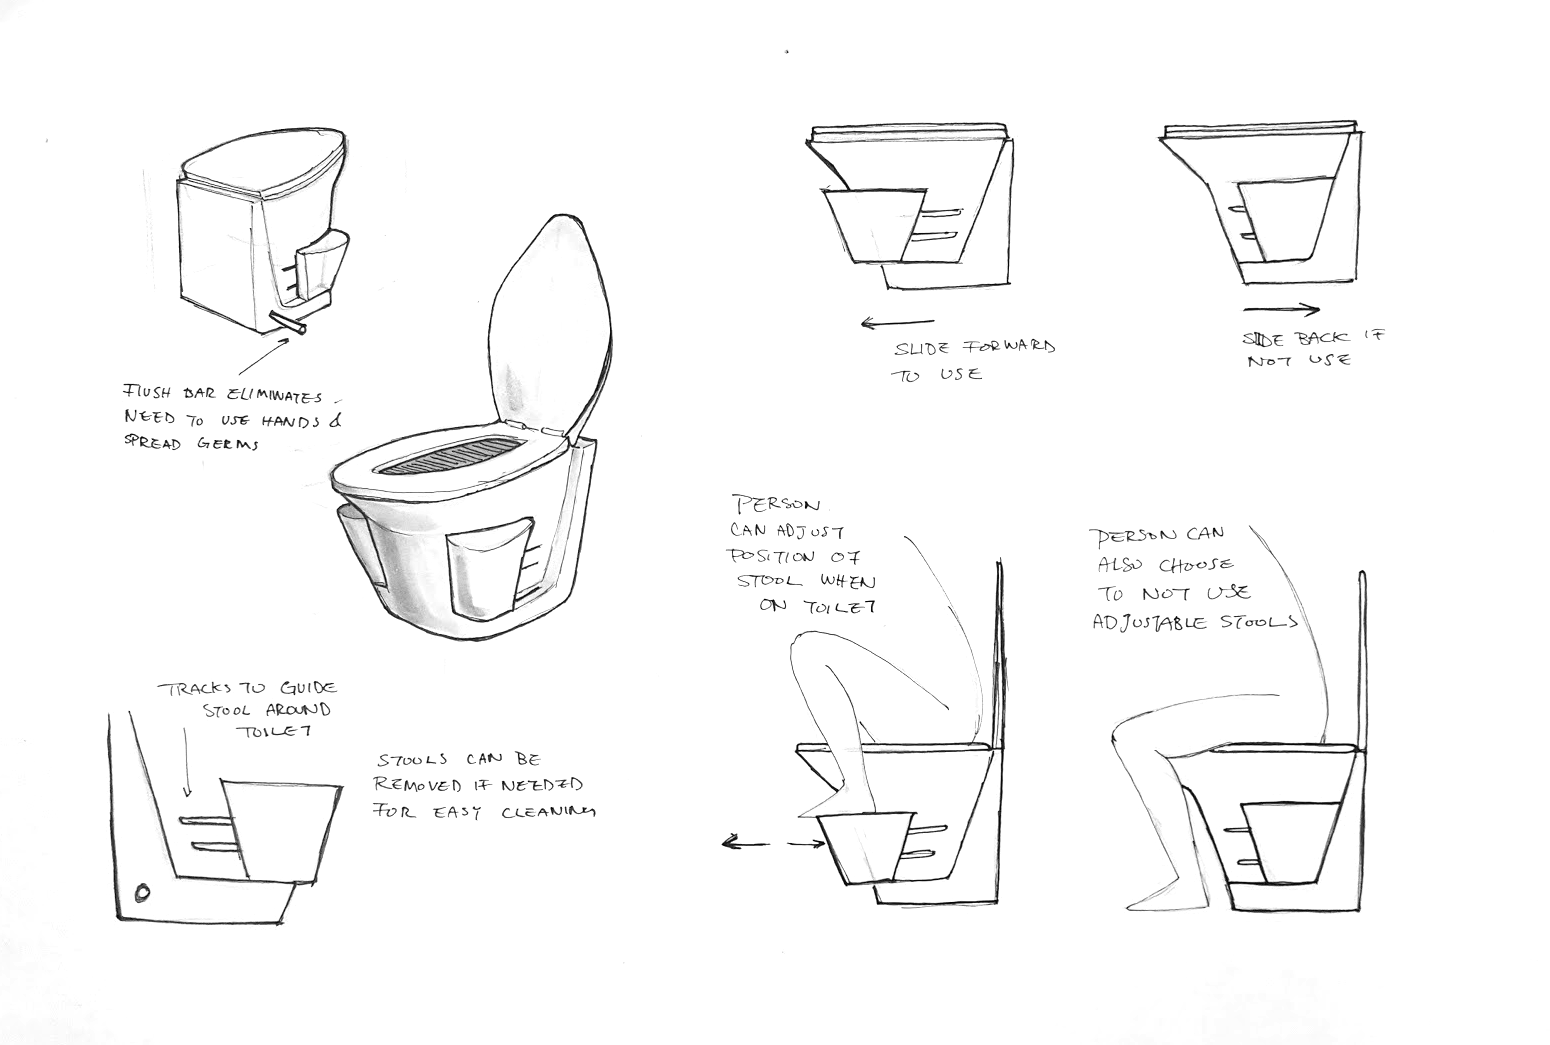 FLUSH BAR ELIMINATES
NEED TO USE HANDS &
SPREAD GERMS
SLIDE FORWARD
TO USE
SIDE BACK IF
NOT USE
PERSON
CAN ADJUST
POSITION OF
STOOL WHEN
ON TOILET
PERSON CAN
ALSO CHOOSE
TO NOT USE
ADJUSTABLE STOOLS
TRACKS TO GUIDE
STOOL AROUND
TOILET
STOOLS CAN BE
REMOVED IF NEEDED
FOR EASY CLEANING